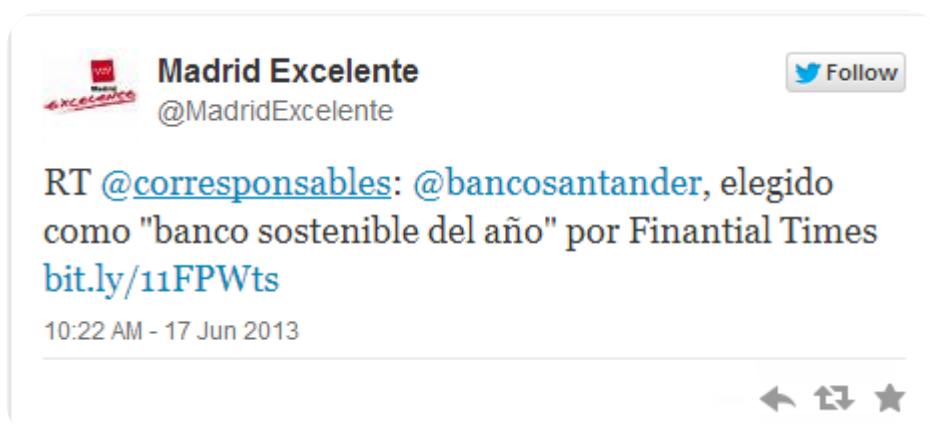 Madrid Excelente
Follow
@MadridExcelente
excelente
RT @corresponsables: @bancosantander, elegido
como "banco sostenible del año" por Finantial Times
bit.ly/11FPWts
10:22 AM - 17 Jun 2013